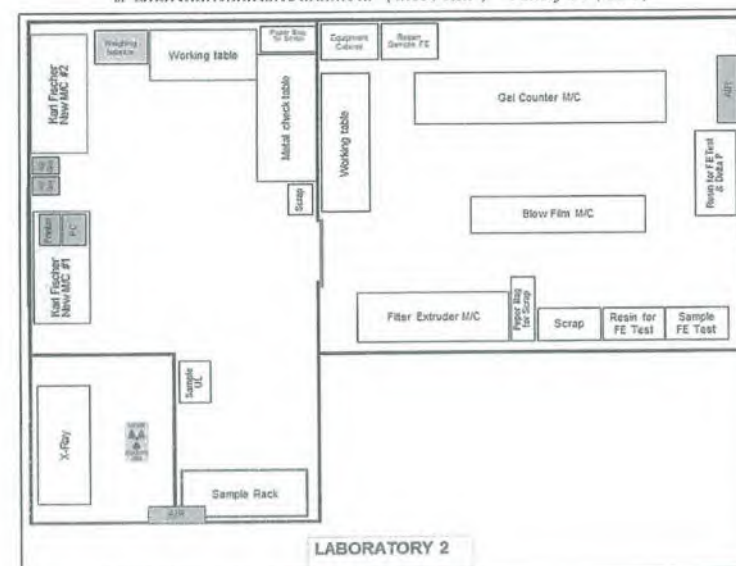 Weighing
balance
Working table
Paper Bag
for Scrap
Equipment
Cabinet
Resin
Sample FE
Karl Fischer
New M/C #2
Metal check table
Working table
Gel Counter M/C
AIR
Resin for FE Test
& Delta P
Scrap
Blow Film M/C
Printer
PC
Karl Fischer
New M/C #1
Filter Extruder M/C
Paper Bag
for Scrap
Scrap
Resin for
FE Test
Sample
FE Test
Sample
X-Ray
Sample Rack
AIR
LABORATORY 2